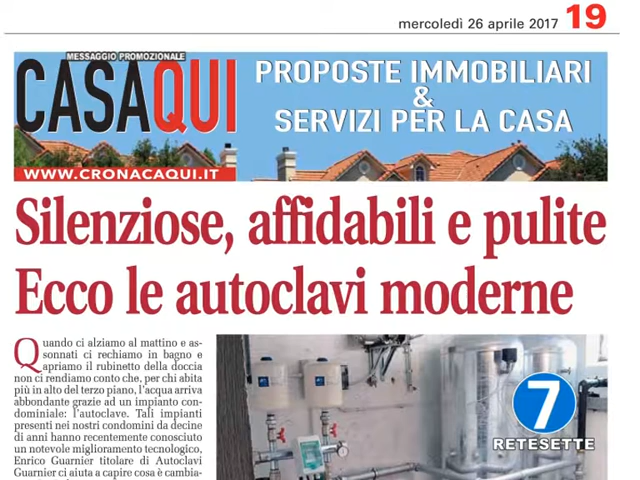 mercoledì 26 aprile 2017 19
MESSAGGIO PROMOZIONALE
CASAQUI
WWW.CRONACAQUI.IT
PROPOSTE IMMOBILIARI
&
SERVIZI PER LA CASA
Silenziose, affidabili e pulite
Ecco le autoclavi moderne
Quando ci alziamo al mattino e as-
sonnati ci rechiamo in bagno e
apriamo il rubinetto della doccia
non ci rendiamo conto che, per chi abita
più in alto del terzo piano, l'acqua arriva
abbondante grazie ad un impianto con-
dominiale: l'autoclave. Tali impianti
presenti nei nostri condomini da decine
di anni hanno recentemente conosciuto
un notevole miglioramento tecnologico,
Enrico Guarnier titolare di Autoclavi
Guarnier ci aiuta a capire cosa è cambia-
7
RETESETTE